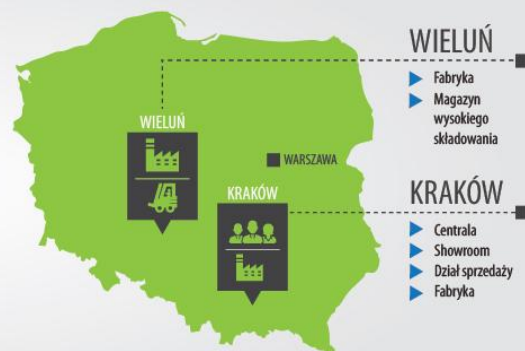 WIELUŃ
Fabryka
Magazyn
wysokiego
składowania
WIELUŃ
WARSZAWA
KRAKÓW
KRAKÓW
Centrala
Showroom
Dział sprzedaży
Fabryka